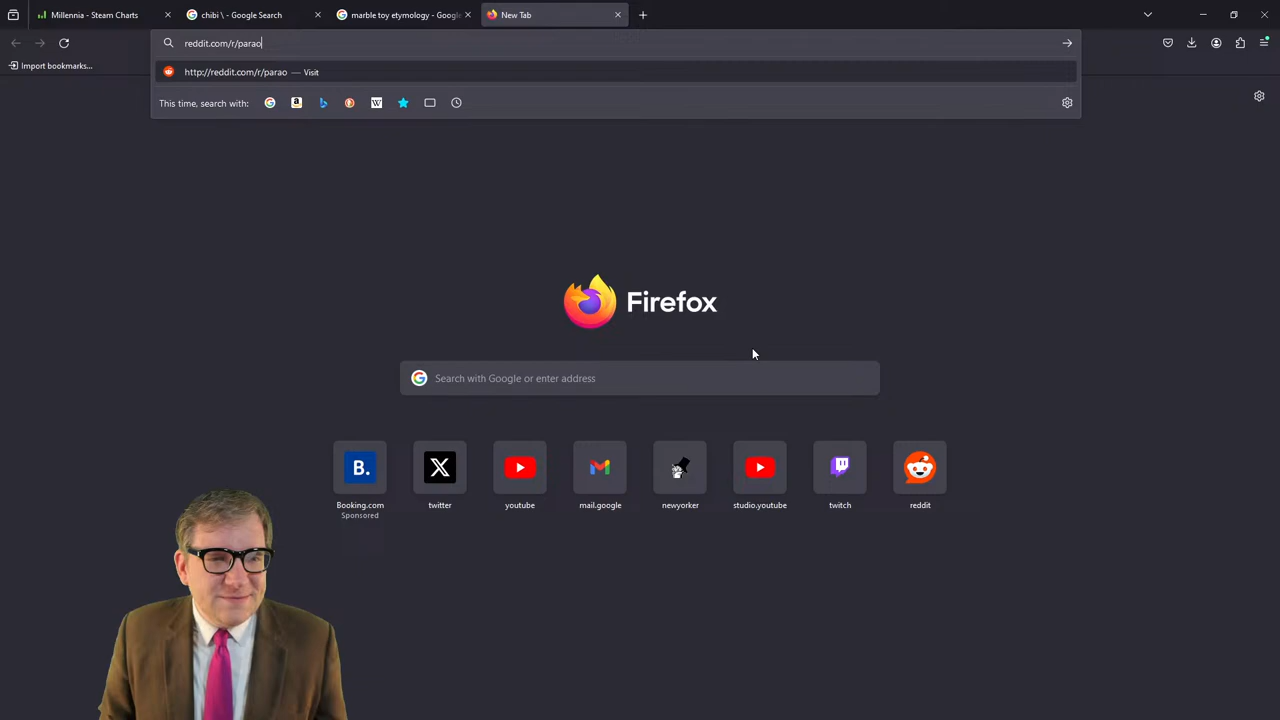 Millennia - Steam Charts
chibi \ - Google Search
marble toy etymology - Googl
New Tab
reddit.com/r/parao
Import bookmarks...
http://reddit.com/r/parao — Visit
This time, search with:
W
Firefox
Search with Google or enter address
B.
Booking.com
Sponsored
twitter
youtube
mail.google
newyorker
studio.youtube
twitch
reddit